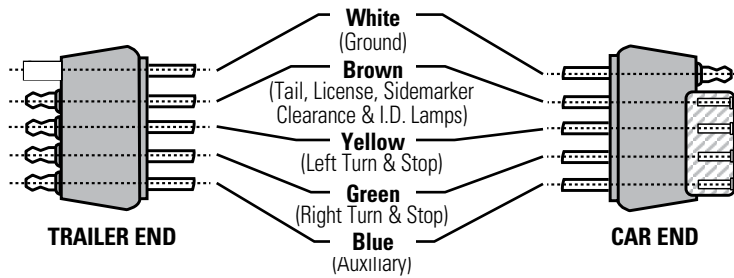 White
(Ground)
Brown
(Tail, License, Sidemarker
Clearance & I.D. Lamps)
Yellow
(Left Turn & Stop)
Green
(Right Turn & Stop)
Blue
(Auxiliary)
TRAILER END
CAR END